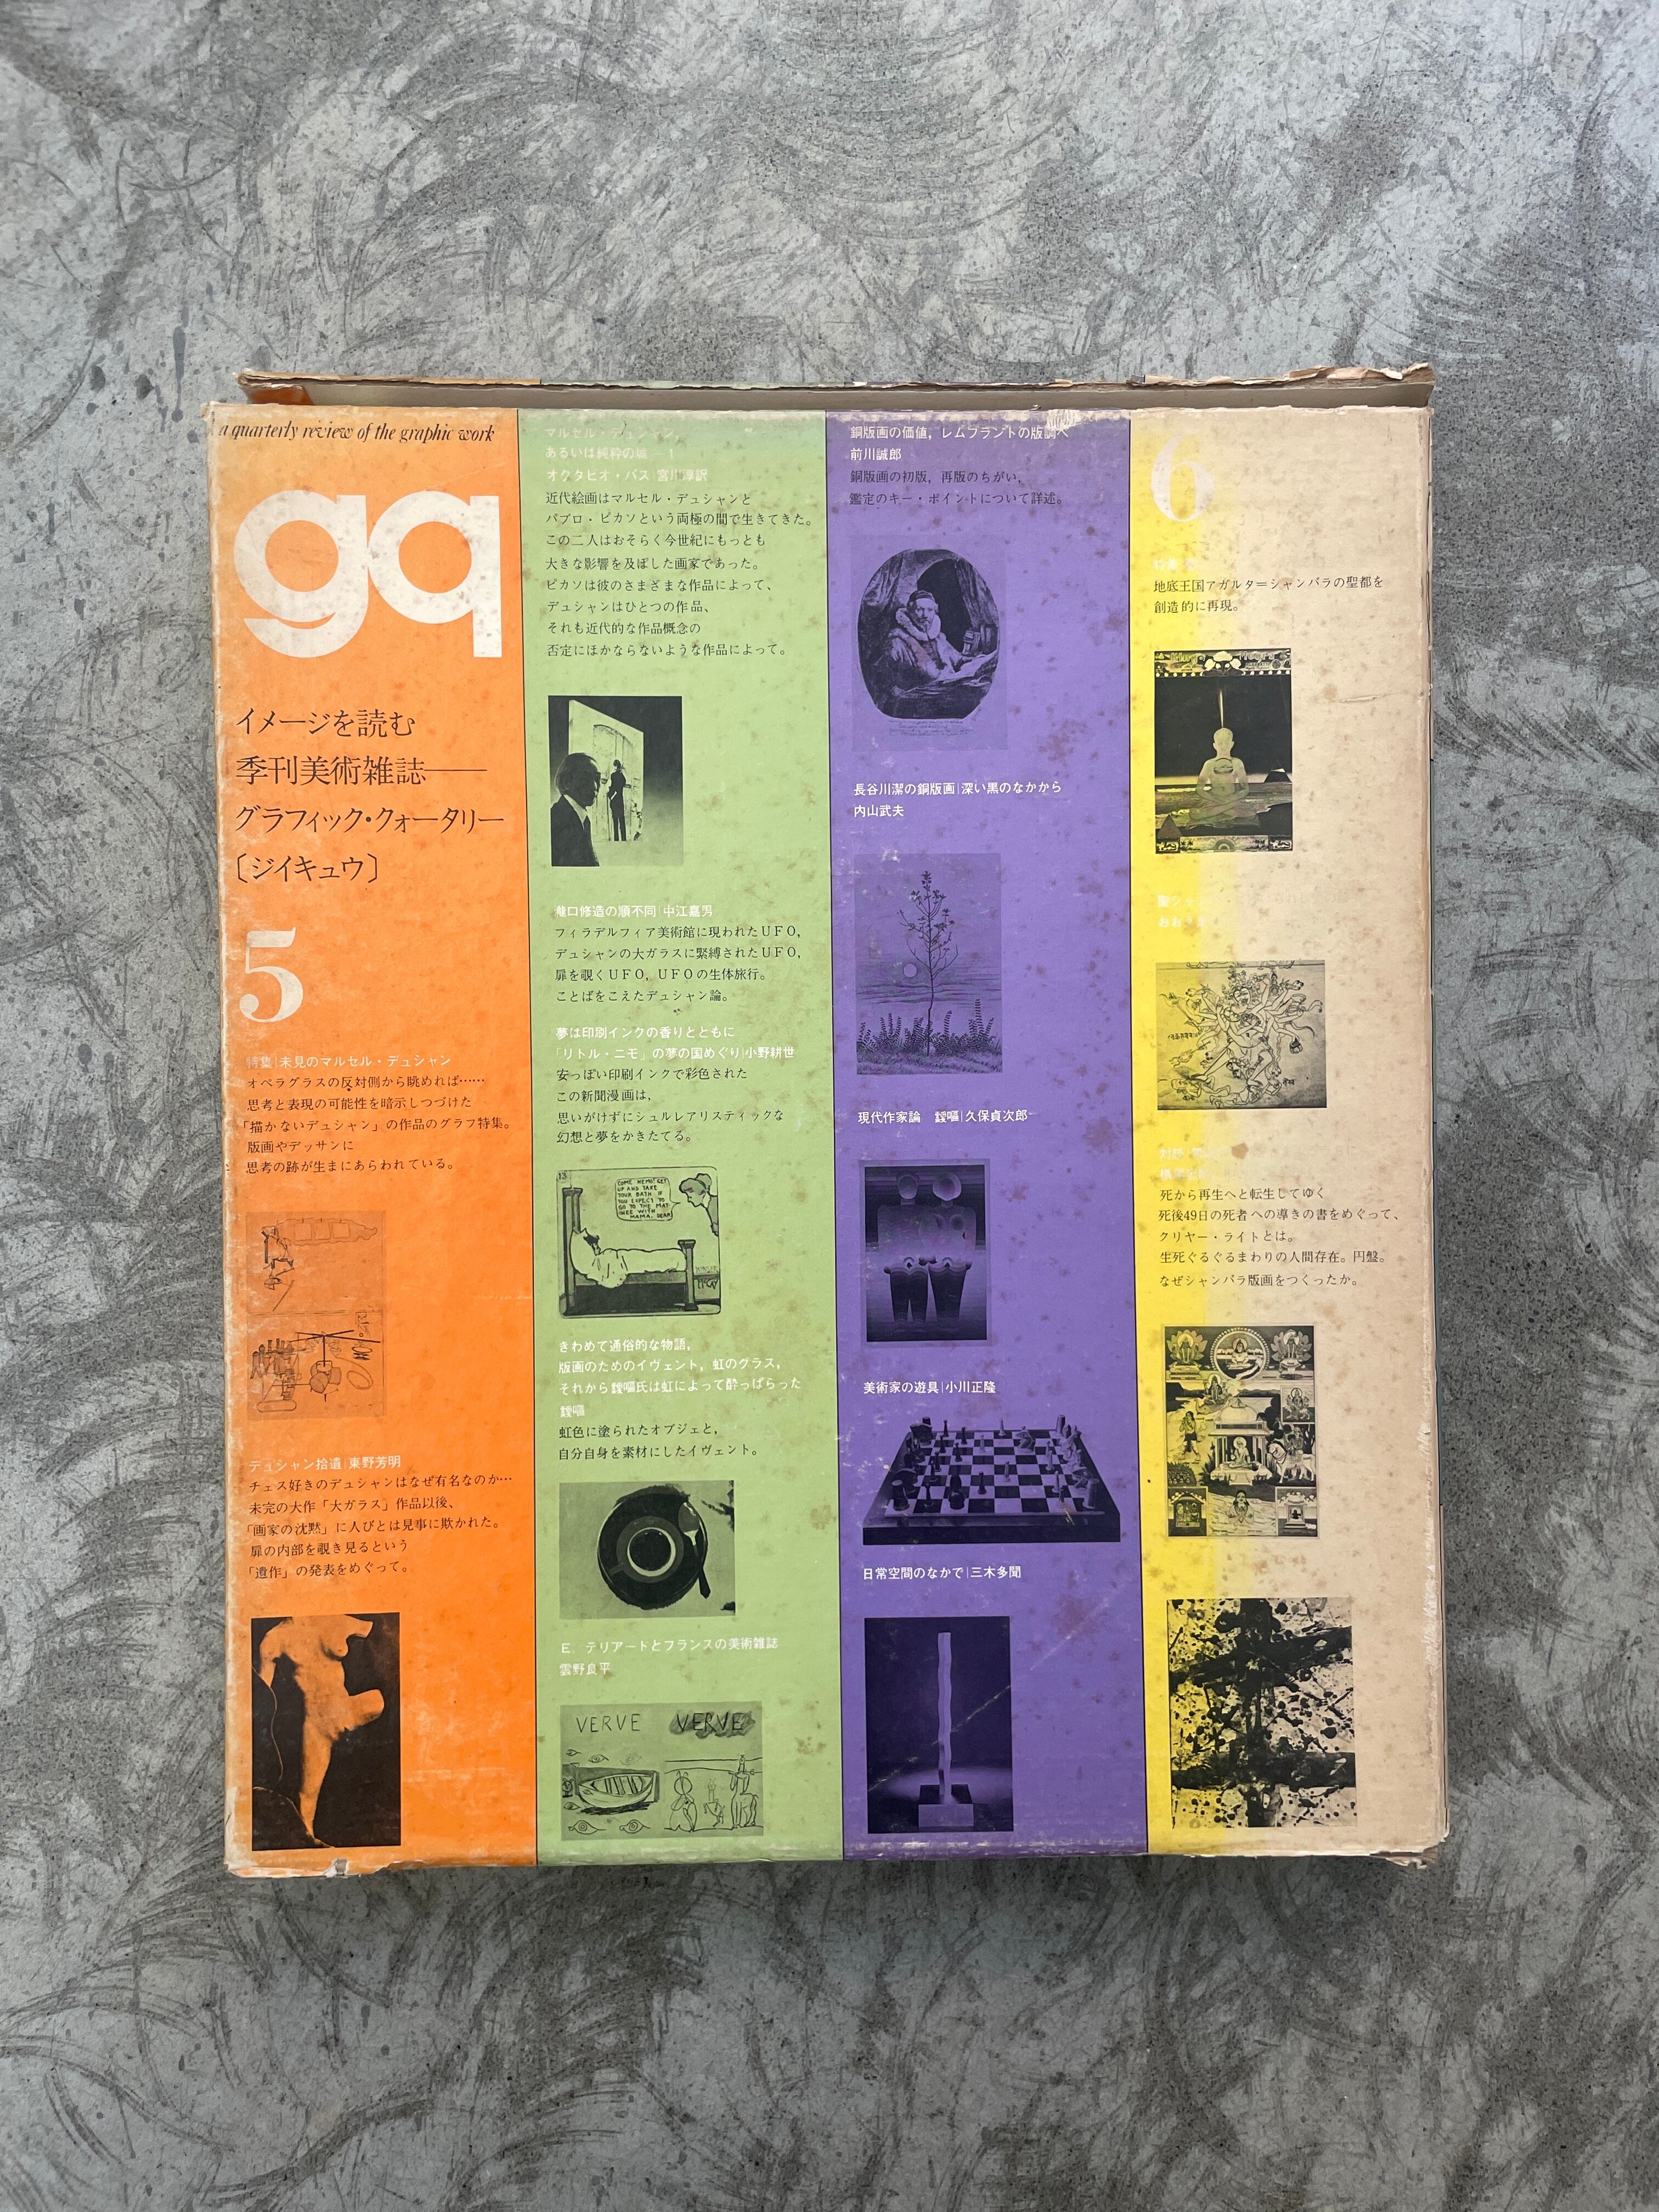 a quarterly review of the graphic work
gq
イメージを読む
季刊美術雑誌——
グラフィック・クォータリー
〔ジイキュウ〕
5
特集|未見のマルセル・デュシャン
オペラグラスの反対側から眺めれば……
思考と表現の可能性を暗示しつづけた
「描かないデュシャン」の作品のグラフ特集。
版画やデッサンに
思考の跡が生まにあらわれている。
デュシャン拾遺|東野芳明
チェス好きのデュシャンはなぜ有名なのか…
未完の大作「大ガラス」作品以後、
「画家の沈黙」に人びとは見事に欺かれた。
扉の内部を覗き見るという
「遺作」の発表をめぐって。
マルセル・デュシャン,
あるいは純粋の城—1
オクタビオ・パス|宮川淳訳
近代絵画はマルセル・デュシャンと
パブロ・ピカソという両極の間で生きてきた。
この二人はおそらく今世紀にもっとも
大きな影響を及ぼした画家であった。
ピカソは彼のさまざまな作品によって、
デュシャンはひとつの作品、
それも近代的な作品概念の
否定にほかならないような作品によって。
瀧口修造の順不同|中江嘉男
フィラデルフィア美術館に現われたUFO,
デュシャンの大ガラスに緊縛されたUFO,
扉を覗くUFO, UFOの生体旅行。
ことばをこえたデュシャン論。
夢は印刷インクの香りとともに
「リトル・ニモ」の夢の国めぐり|小野耕世
安っぽい印刷インクで彩色された
この新聞漫画は,
思いがけずにシュルレアリスティックな
幻想と夢をかきたてる。
COME NEMO! GET
UP AND TAKE
YOUR BATH IF
YOU EXPECT TO
GO TO THE MAT-
INEE WITH
MAMA, DEAR
きわめて通俗的な物語,
版画のためのイヴェント, 虹のグラス,
それから靉嘔氏は虹によって酔っぱらった
靉嘔
虹色に塗られたオブジェと,
自分自身を素材にしたイヴェント。
E. テリアートとフランスの美術雑誌
雲野良平
VERVE VERVE
銅版画の価値, レムブラントの版調べ
前川誠郎
銅版画の初版, 再版のちがい,
鑑定のキー・ポイントについて詳述。
長谷川潔の銅版画|深い黒のなかから
内山武夫
現代作家論 靉嘔|久保貞次郎
美術家の遊具|小川正隆
日常空間のなかで|三木多聞
6
地底王国アガルタ=シャンバラの聖都を
創造的に再現。
聖シャ
おお
対談
死から再生へと転生してゆく
死後49日の死者への導きの書をめぐって、
クリヤー・ライトとは。
生死ぐるぐるまわりの人間存在。円盤。
なぜシャンバラ版画をつくったか。